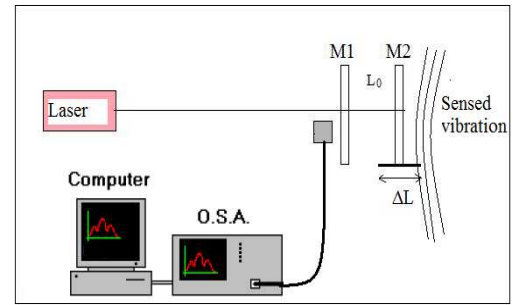 M1
M2
L₀
Laser
Sensed
vibration
ΔL
Computer
O.S.A.